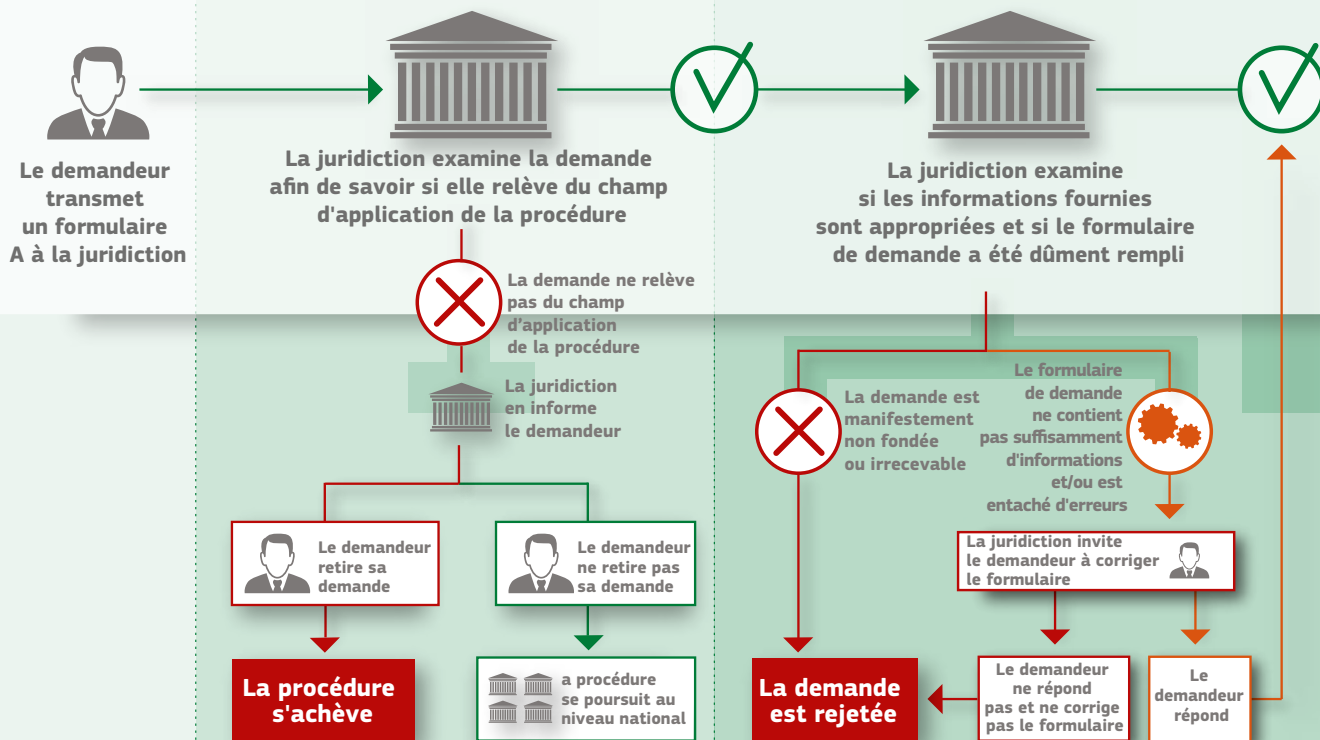 Le demandeur
transmet
un formulaire
A à la juridiction
La juridiction examine la demande
afin de savoir si elle relève du champ
d'application de la procédure
La juridiction examine
si les informations fournies
sont appropriées et si le formulaire
de demande a été dûment rempli
La demande ne relève
pas du champ
d’application
de la procédure
La juridiction
en informe
le demandeur
Le demandeur
retire sa
demande
Le demandeur
ne retire pas
sa demande
La procédure
s'achève
a procédure
se poursuit au
niveau national
La demande est
manifestement
non fondée
ou irrecevable
Le formulaire
de demande
ne contient
pas suffisamment
d'informations
et/ou est
entaché d'erreurs
La juridiction invite
le demandeur à corriger
le formulaire
La demande
est rejetée
Le demandeur
ne répond
pas et ne corrige
pas le formulaire
Le
demandeur
répond